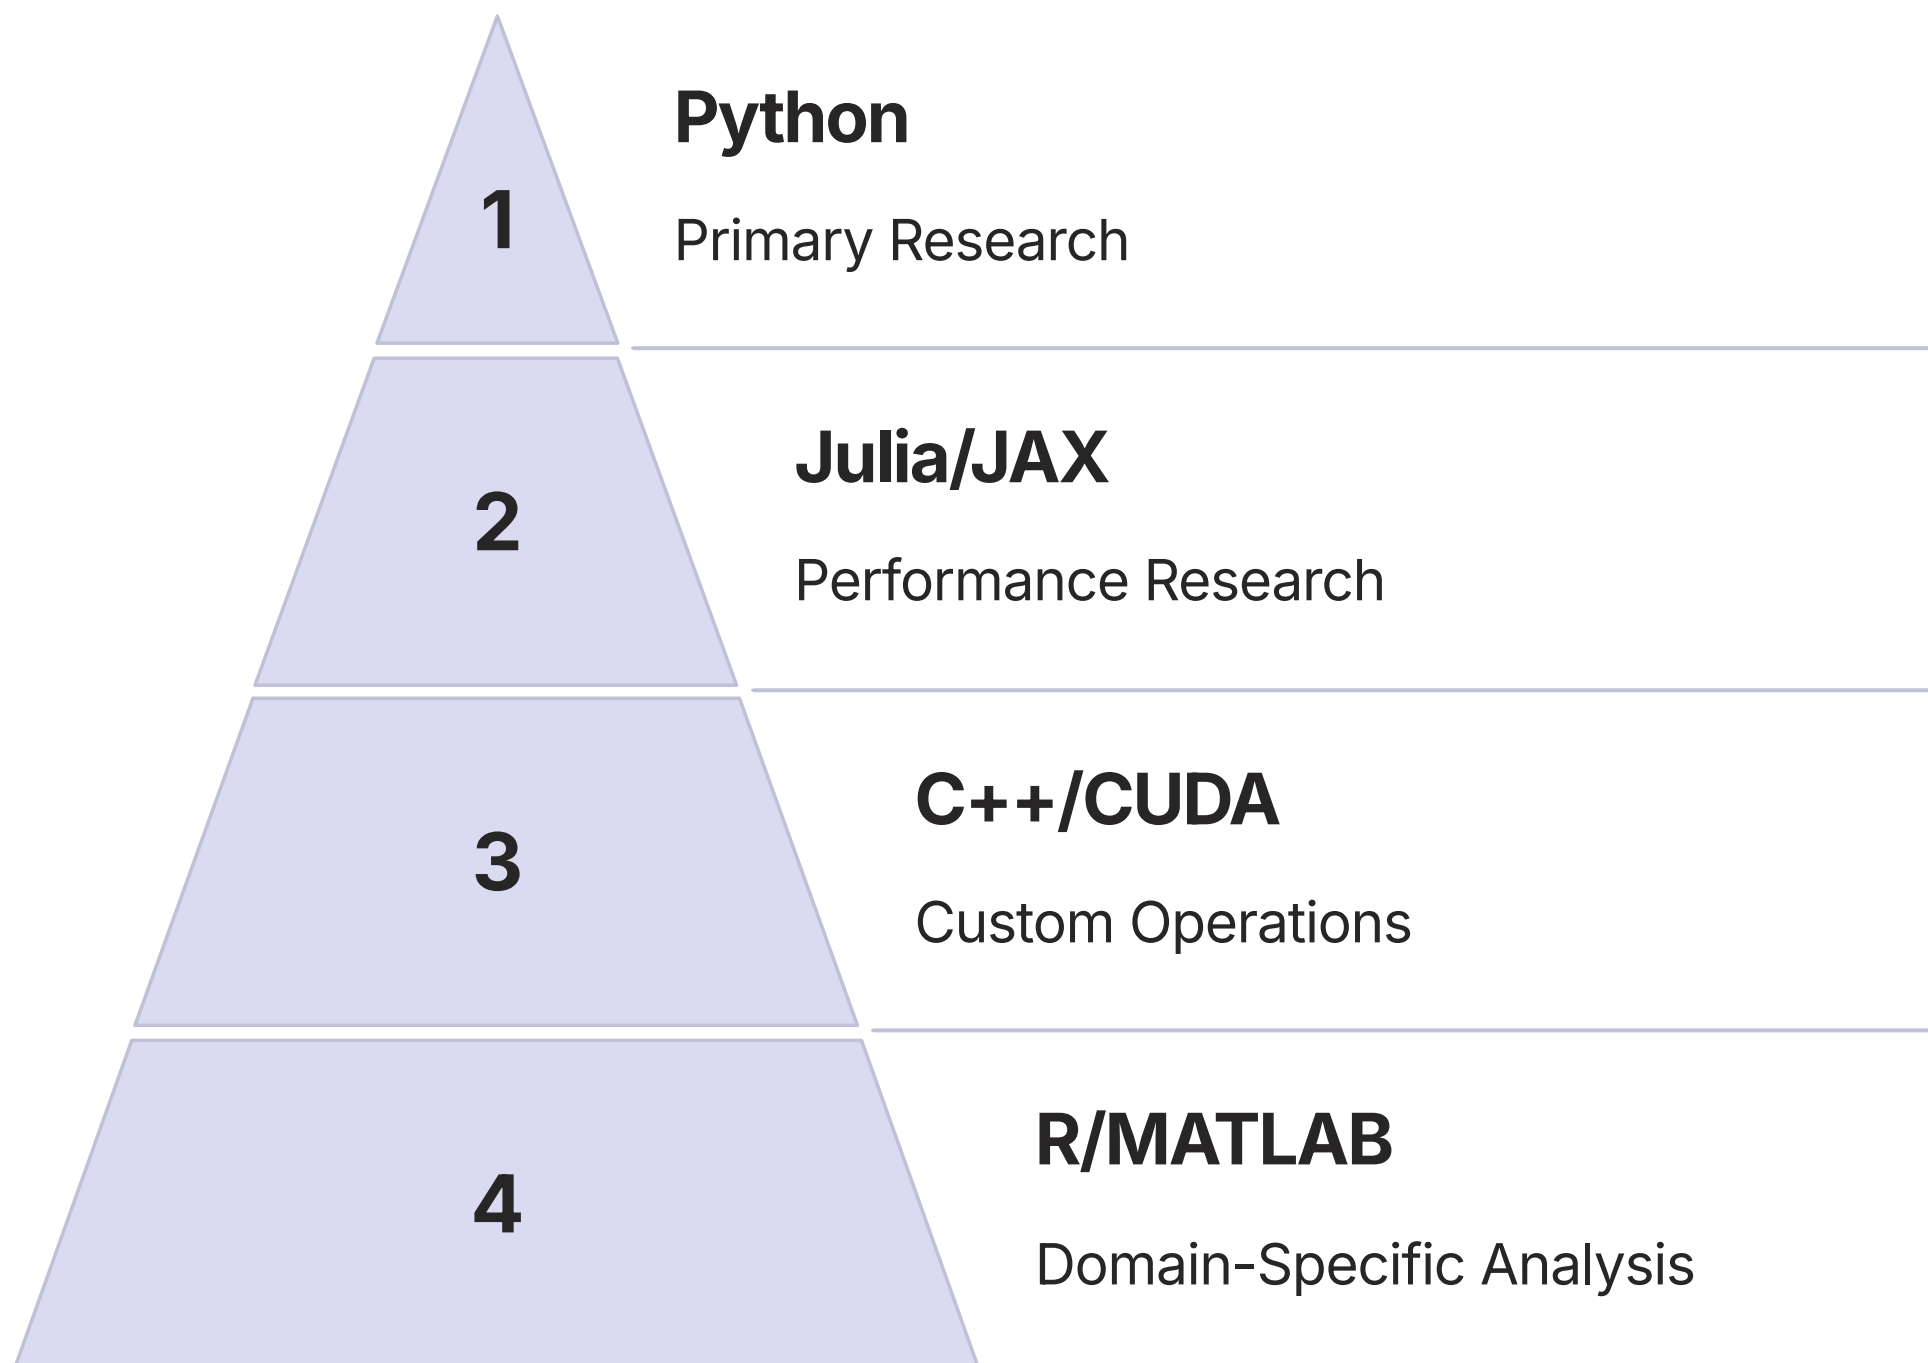 1
Python
Primary Research
2
Julia/JAX
Performance Research
3
C++/CUDA
Custom Operations
4
R/MATLAB
Domain-Specific Analysis